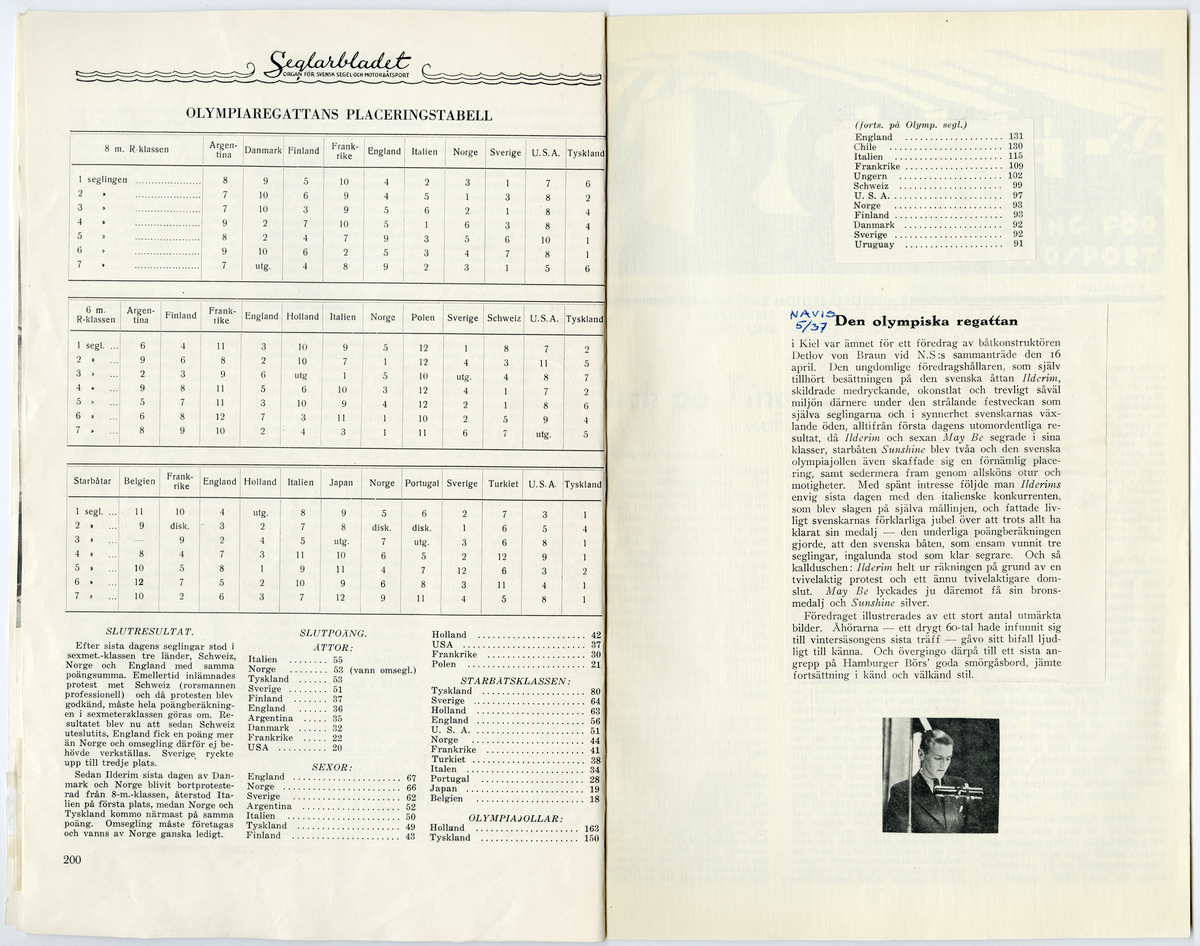 Seglarbladet
ORGAN FÖR SVENSK SEGEL- OCH MOTORBÅTSPORT
OLYMPIAREGATTANS PLACERINGSTABELL
8 m. R-klassen Argen-tina Danmark Finland Frank-rike England Italien Norge Sverige U.S.A. Tyskland
1 seglingen 8 9 5 10 4 2 3 1 7 6
2 » 7 10 6 9 4 5 1 3 8 2
3 » 7 10 3 9 5 6 2 1 8 4
4 » 9 2 7 10 5 1 6 3 8 4
5 » 8 2 4 7 9 3 5 6 10 1
6 » 9 10 6 2 5 3 4 7 8 1
7 » 7 utg. 4 8 9 2 3 1 5 6
6 m. R-klassen Argen-tina Finland Frank-rike England Holland Italien Norge Polen Sverige Schweiz U.S.A. Tyskland
1 segl. ... 6 4 11 3 10 9 5 12 1 8 7 2
2 » ... 9 6 8 2 10 7 1 12 4 3 11 5
3 » ... 2 3 9 6 utg 1 5 10 utg. 4 8 7
4 » ... 9 8 11 5 6 10 3 12 4 1 7 2
5 » ... 5 7 11 3 10 9 4 12 2 1 8 6
6 » ... 6 8 12 7 3 11 1 10 2 5 9 4
7 » ... 8 9 10 2 4 3 1 11 6 7 utg. 5
Starbåtar Belgien Frank-rike England Holland Italien Japan Norge Portugal Sverige Turkiet U.S.A. Tyskland
1 segl. ... 11 10 4 utg. 8 9 5 6 2 7 3 1
2 » ... 9 disk. 3 2 7 8 disk. disk. 1 6 5 4
3 » ... — 9 2 4 5 utg. 7 utg. 3 6 8 1
4 » ... 8 4 7 3 11 10 6 5 2 12 9 1
5 » ... 10 5 8 1 9 11 4 7 12 6 3 2
6 » ... 12 7 5 2 10 9 6 8 3 11 4 1
7 » ... 10 2 6 3 7 12 9 11 4 5 8 1
SLUTRESULTAT.
Efter sista dagens seglingar stod i
sexmet.-klassen tre länder, Schweiz,
Norge och England med samma
poängsumma. Emellertid inlämnades
protest met Schweiz (rorsmannen
professionell) och då protesten blev
godkänd, måste hela poängberäkning-
en i sexmetersklassen göras om. Re-
sultatet blev nu att sedan Schweiz
uteslutits, England fick en poäng mer
än Norge och omsegling därför ej be-
hövde verkställas. Sverige ryckte
upp till tredje plats.
Sedan Ilderim sista dagen av Dan-
mark och Norge blivit bortproteste-
rad från 8-m.-klassen, återstod Ita-
lien på första plats, medan Norge och
Tyskland kommo närmast på samma
poäng. Omsegling måste företagas
och vanns av Norge ganska ledigt.
200
SLUTPOÄNG.
ÅTTOR:
Italien ........ 55
Norge ........ 53 (vann omsegl.)
Tyskland ...... 53
Sverige ........ 51
Finland ....... 37
England ...... 36
Argentina ..... 35
Danmark ...... 32
Frankrike ..... 22
USA .......... 20
SEXOR:
England ...................... 67
Norge ...................... 66
Sverige ...................... 62
Argentina ...................... 52
Italien ...................... 50
Tyskland ...................... 49
Finland ...................... 43
Holland ...................... 42
USA ...................... 37
Frankrike ...................... 30
Polen ...................... 21
STARBÅTSKLASSEN:
Tyskland ...................... 80
Sverige ...................... 64
Holland ...................... 63
England ...................... 56
U. S. A. ...................... 51
Norge ...................... 44
Frankrike ...................... 41
Turkiet ...................... 38
Italen ...................... 34
Portugal ...................... 28
Japan ...................... 19
Belgien ...................... 18
OLYMPIAJOLLAR:
Holland ...................... 163
Tyskland ...................... 150
(forts. på Olymp. segl.)
England .................... 131
Chile .................... 130
Italien .................... 115
Frankrike .................... 109
Ungern .................... 102
Schweiz .................... 99
U. S. A. .................... 97
Norge .................... 93
Finland .................... 93
Danmark .................... 92
Sverige .................... 92
Uruguay .................... 91
NAVIS
5/37
Den olympiska regattan
i Kiel var ämnet för ett föredrag av båtkonstruktören
Detlov von Braun vid N.S:s sammanträde den 16
april. Den ungdomlige föredragshållaren, som själv
tillhört besättningen på den svenska åttan Ilderim,
skildrade medryckande, okonstlat och trevligt såväl
miljön därnere under den strålande festveckan som
själva seglingarna och i synnerhet svenskarnas väx-
lande öden, alltifrån första dagens utomordentliga re-
sultat, då Ilderim och sexan May Be segrade i sina
klasser, starbåten Sunshine blev tvåa och den svenska
olympiajollen även skaffade sig en förnämlig place-
ring, samt sedermera fram genom allsköns otur och
motigheter. Med spänt intresse följde man Ilderims
envig sista dagen med den italienske konkurrenten,
som blev slagen på själva mållinjen, och fattade liv-
ligt svenskarnas förklarliga jubel över att trots allt ha
klarat sin medalj — den underliga poängberäkningen
gjorde, att den svenska båten, som ensam vunnit tre
seglingar, ingalunda stod som klar segrare. Och så
kallduschen: Ilderim helt ur räkningen på grund av en
tvivelaktig protest och ett ännu tvivelaktigare dom-
slut. May Be lyckades ju däremot få sin brons-
medalj och Sunshine silver.
Föredraget illustrerades av ett stort antal utmärkta
bilder. Åhörarna — ett drygt 60-tal hade infunnit sig
till vintersäsongens sista träff — gåvo sitt bifall ljud-
ligt till känna. Och övergingo därpå till ett sista an-
grepp på Hamburger Börs' goda smörgåsbord, jämte
fortsättning i känd och välkänd stil.